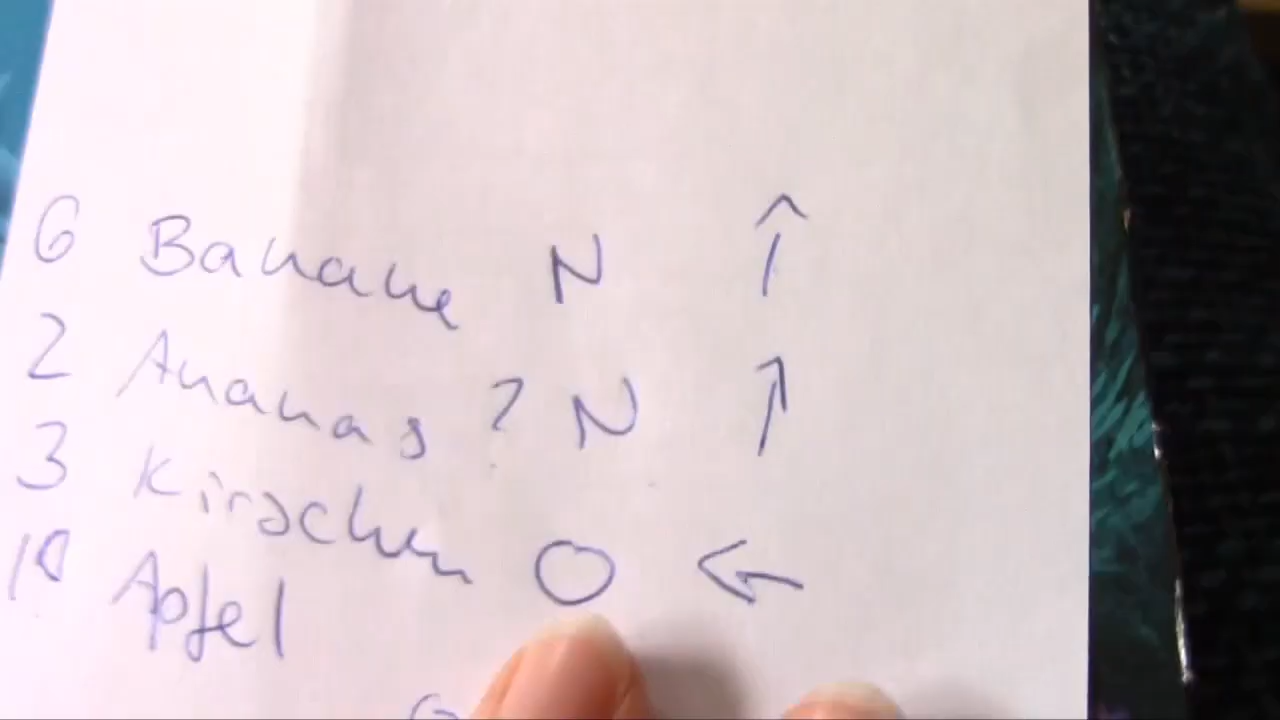 6 Banane N ↑
2 Ananas ? N ↑
3 Kirschen O ←
10 Apfel